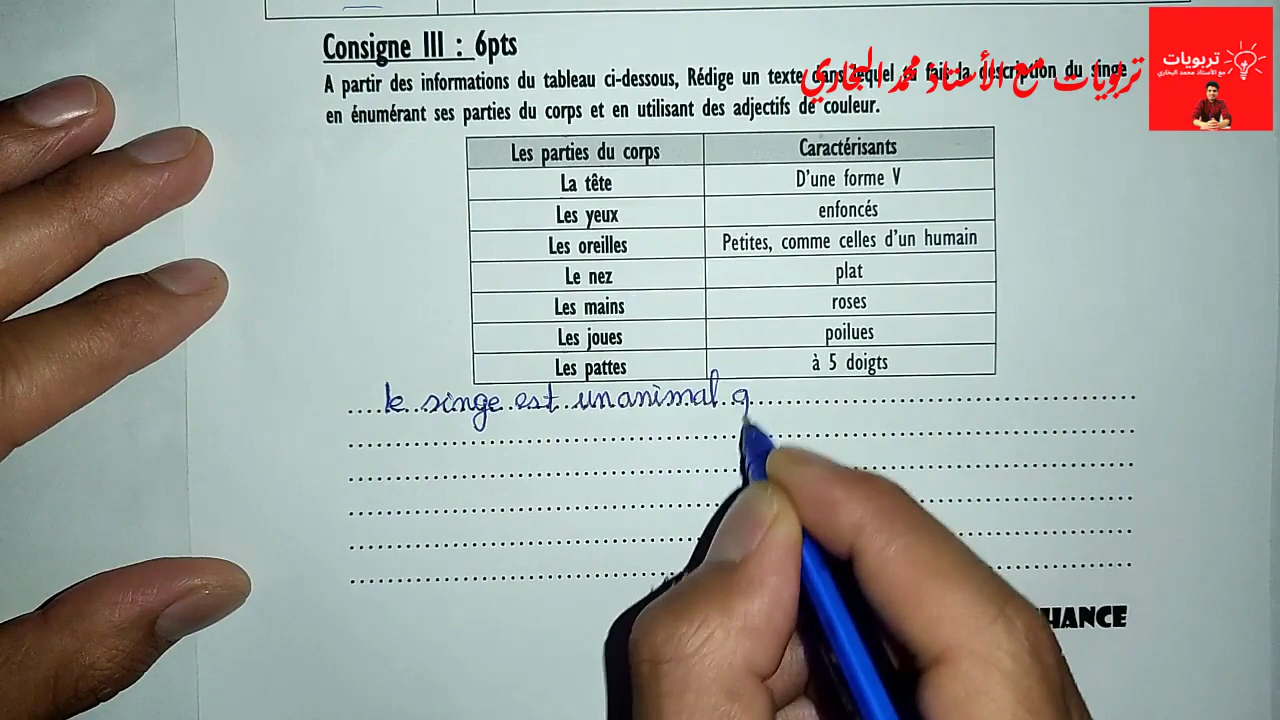 Consigne III : 6pts
A partir des informations du tableau ci-dessous, Rédige un texte dans lequel tu fais la description du singe
تربويات مع الأستاذ محمد البخاري
تربويات
مع الأستاذ محمد البخاري
en énumérant ses parties du corps et en utilisant des adjectifs de couleur.
Les parties du corps Caractérisants
La tête D'une forme V
Les yeux enfoncés
Les oreilles Petites, comme celles d'un humain
Le nez plat
Les mains roses
Les joues poilues
Les pattes à 5 doigts
le singe est un animal q
HANCE